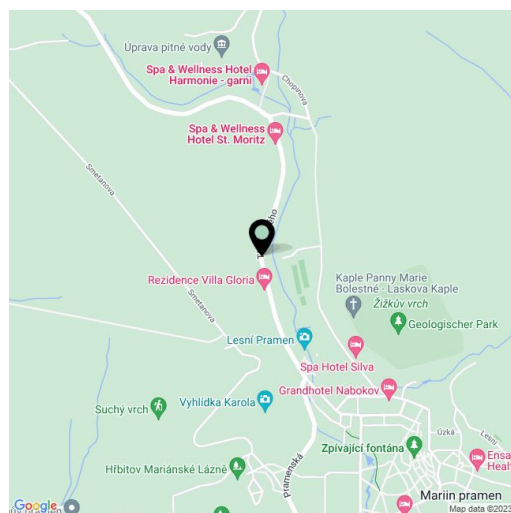 Úprava pitné vody
Spa & Wellness Hotel
Harmonie - garni
Chopinova
Spa & Wellness
Hotel St. Moritz
Smetanova
Rezidence Villa Gloria
Kaple Panny Marie
Bolestné - Laskova Kaple
Žižkův vrch
Geologischer Park
Smetanova
Lesní Pramen
Spa Hotel Silva
Grandhotel Nabokov
Vyhlídka Karola
Suchý vrch
Úzká
Lesní
Zpívající fontána
Ensa
Healt
Hřbitov Mariánské Lázně
Pramenská
Mariin pramen
Google
Map data ©2023